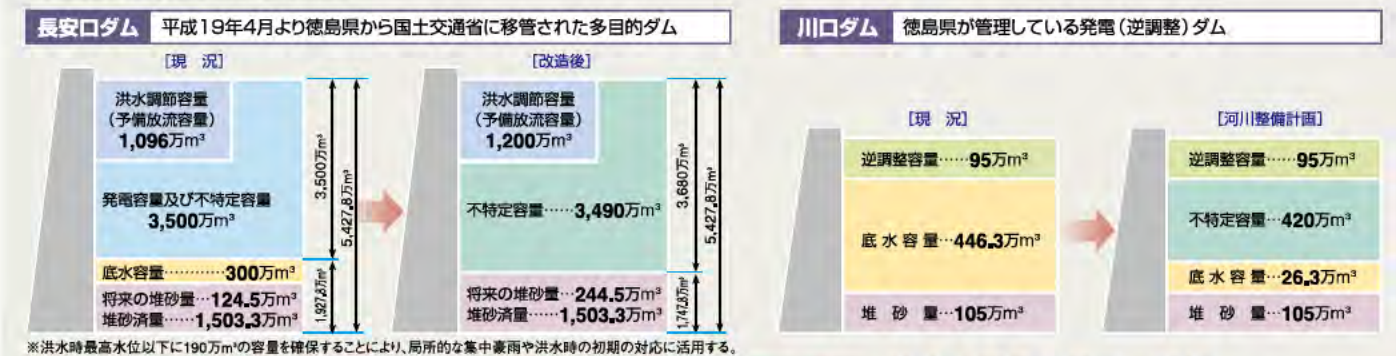 長安口ダム 平成19年4月より徳島県から国土交通省に移管された多目的ダム
[現 況]
洪水調節容量
(予備放流容量)
1,096万m³
発電容量及び不特定容量
3,500万m³
底水容量…………300万m³
将来の堆砂量…124.5万m³
堆砂済量……1,503.3万m³
3,500万m³
1,927.8万m³
5,427.8万m³
[改造後]
洪水調節容量
(予備放流容量)
1,200万m³
不特定容量……3,490万m³
将来の堆砂量…244.5万m³
堆砂済量……1,503.3万m³
3,680万m³
1,747.8万m³
5,427.8万m³
※洪水時最高水位以下に190万m³の容量を確保することにより、局所的な集中豪雨や洪水時の初期の対応に活用する。
川口ダム 徳島県が管理している発電(逆調整)ダム
[現 況]
逆調整容量……95万m³
底水容量…446.3万m³
堆 砂 量…105万m³
[河川整備計画]
逆調整容量……95万m³
不特定容量…420万m³
底水容量…26.3万m³
堆 砂 量…105万m³